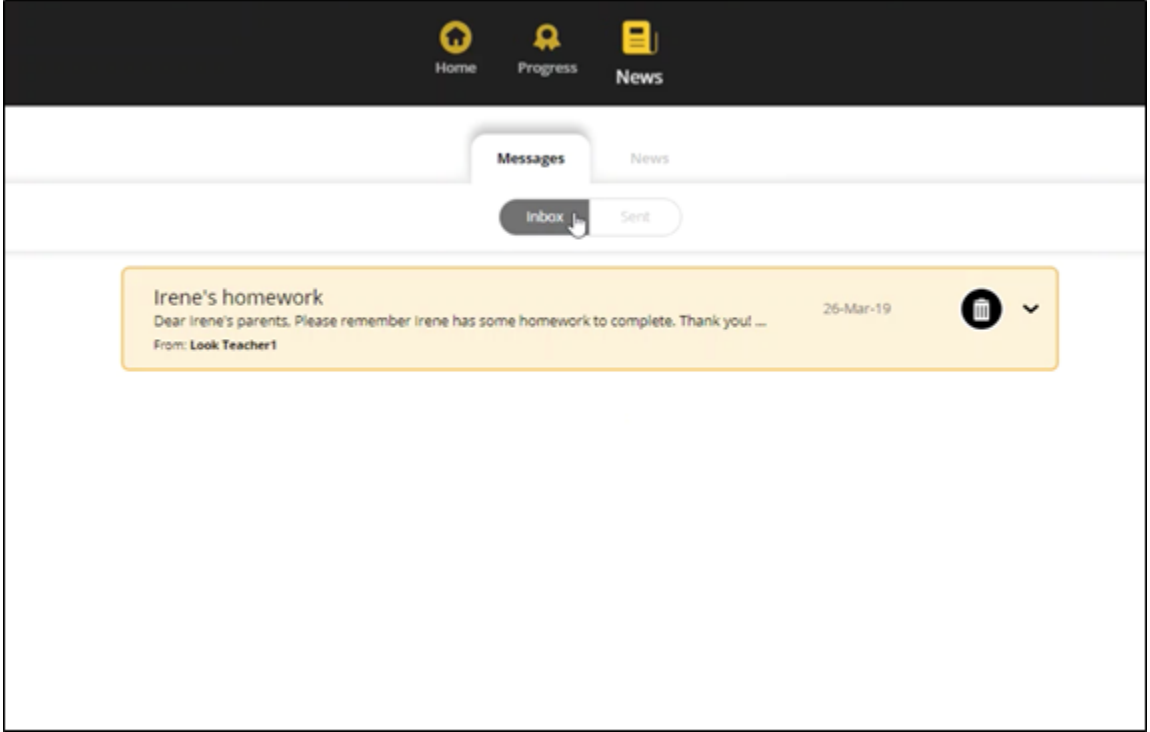 Home Progress News
Messages News
Inbox Sent
Irene's homework
Dear Irene's parents, Please remember Irene has some homework to complete. Thank you! ...
26-Mar-19
From: Look Teacher1